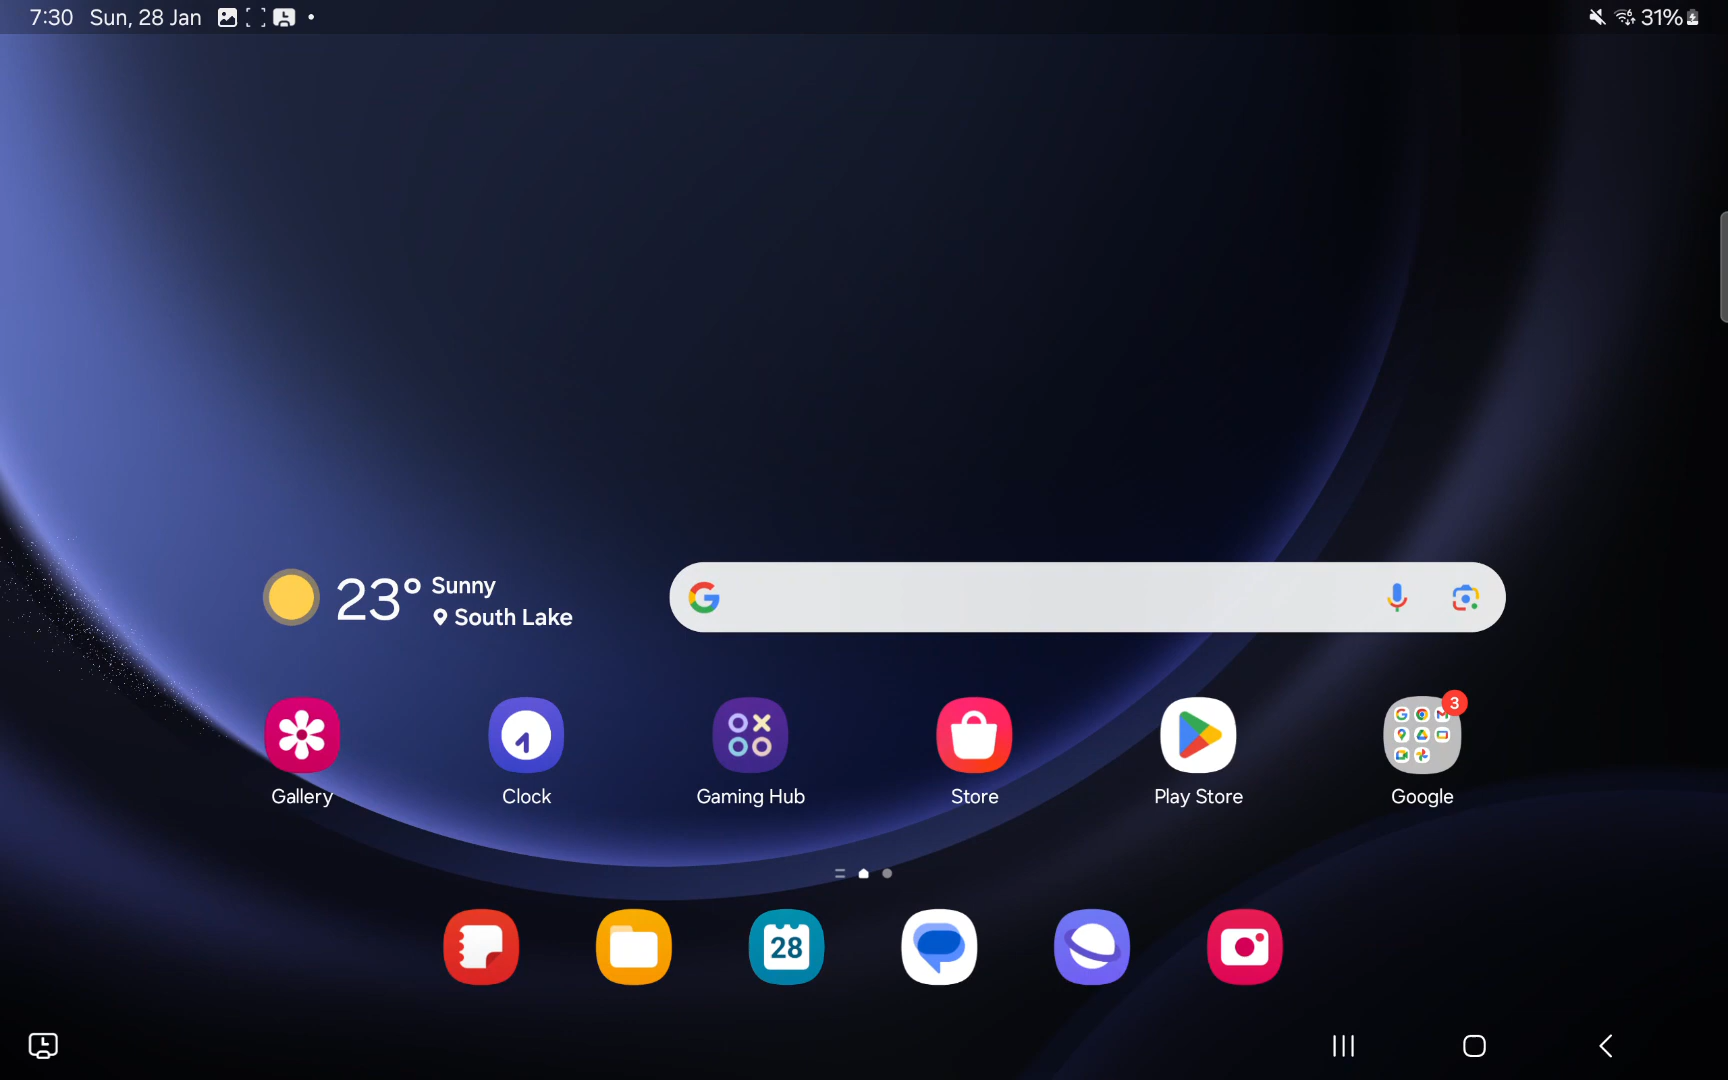 7:30 Sun, 28 Jan
31%
23° Sunny
South Lake
3
Gallery
Clock
Gaming Hub
Store
Play Store
Google
28